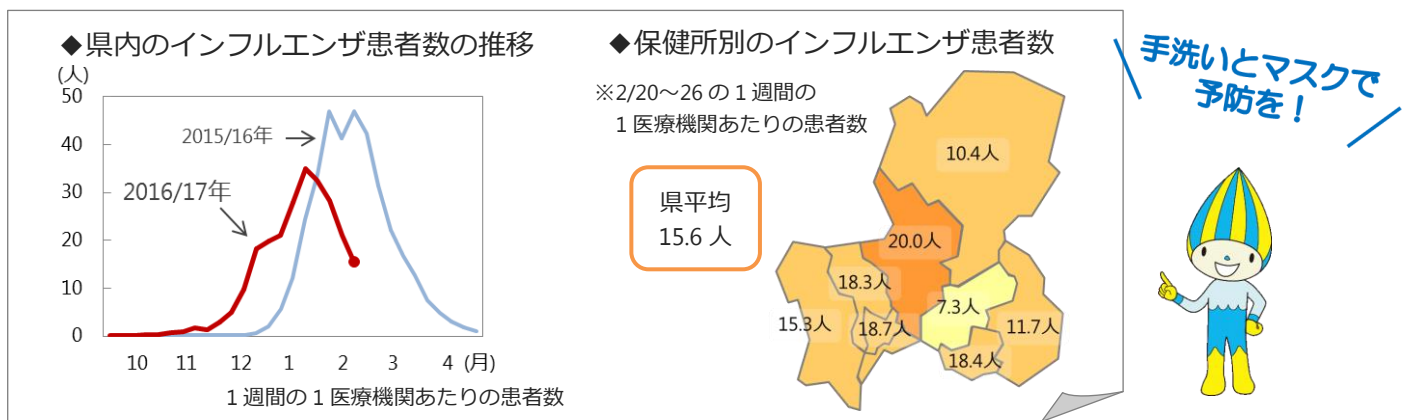 ◆県内のインフルエンザ患者数の推移
(人)
50
40
30
20
10
0
2015/16年
2016/17年
10 11 12 1 2 3 4 (月)
1週間の1医療機関あたりの患者数
◆保健所別のインフルエンザ患者数
※2/20～26の1週間の
1医療機関あたりの患者数
県平均
15.6人
10.4人
20.0人
18.3人
7.3人
15.3人
18.7人
11.7人
18.4人
手洗いとマスクで
予防を！